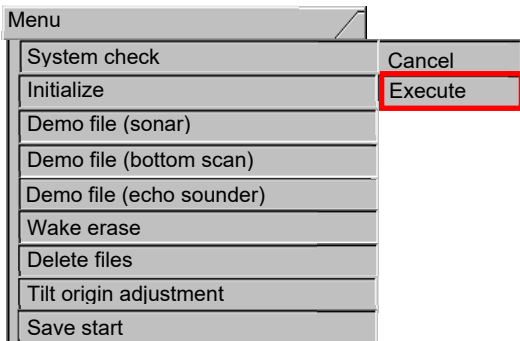 Menu
System check
Cancel
Initialize
Execute
Demo file (sonar)
Demo file (bottom scan)
Demo file (echo sounder)
Wake erase
Delete files
Tilt origin adjustment
Save start